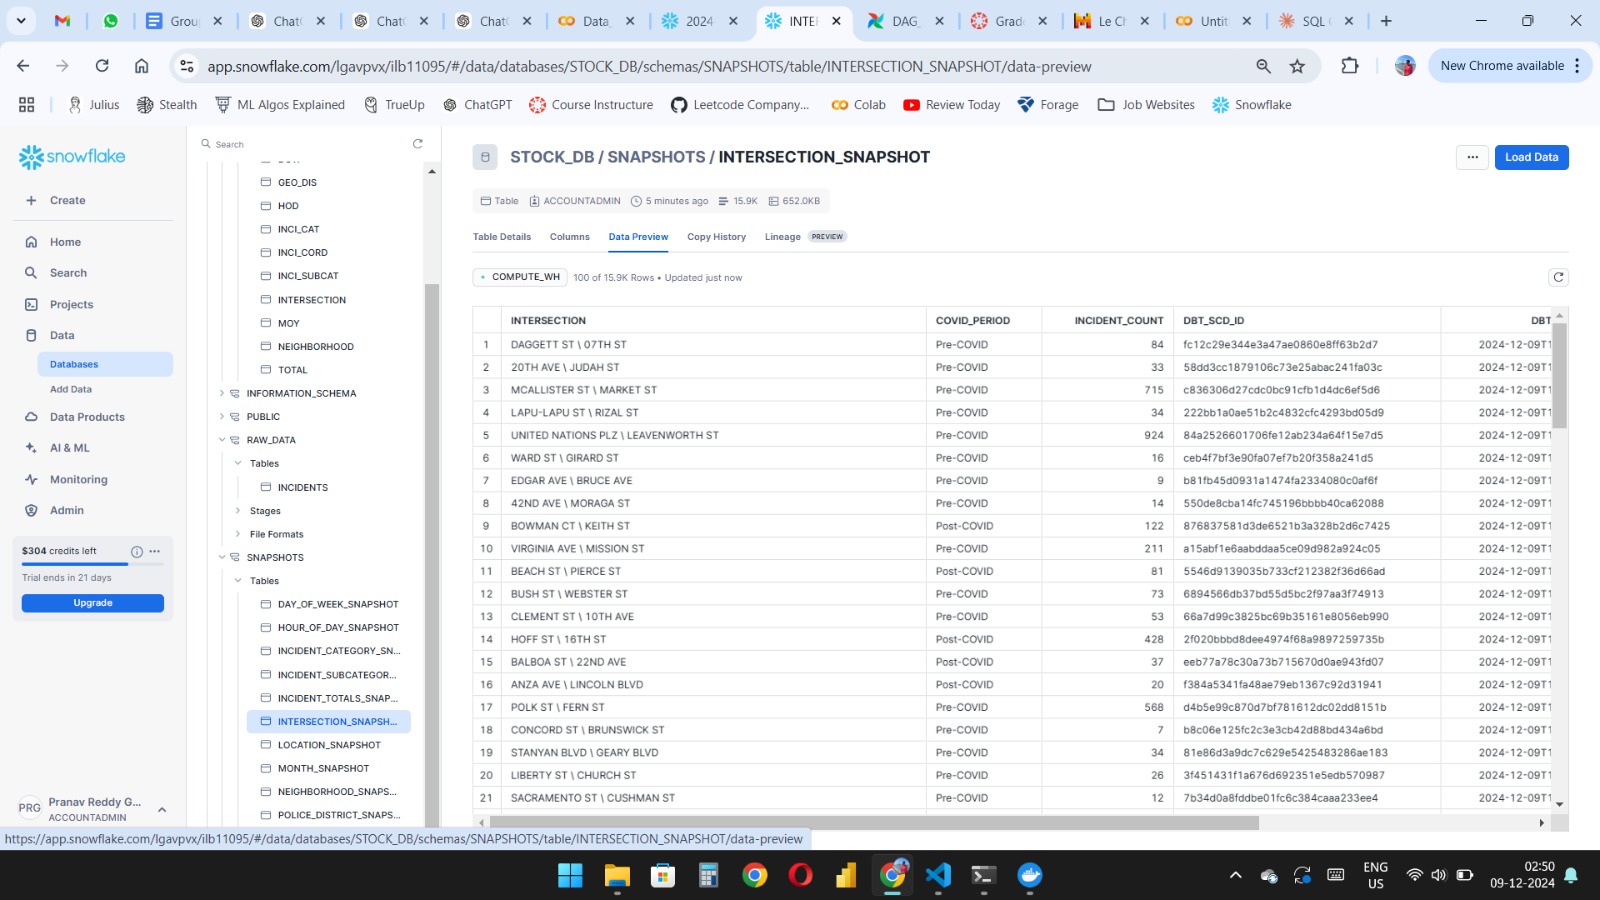 Group
ChatG
ChatG
ChatG
Data_
2024-
INTE
DAG_
Grade
Le Ch
Untit
SQL
app.snowflake.com/lgavpvx/ilb11095/#/data/databases/STOCK_DB/schemas/SNAPSHOTS/table/INTERSECTION_SNAPSHOT/data-preview
New Chrome available
Julius
Stealth
ML Algos Explained
TrueUp
ChatGPT
Course Instructure
Leetcode Company...
Colab
Review Today
Forage
Job Websites
Snowflake
snowflake
Create
Home
Search
Projects
Data
Databases
Add Data
Data Products
AI & ML
Monitoring
Admin
$304 credits left
Trial ends in 21 days
Upgrade
PRG
Pranav Reddy G...
ACCOUNTADMIN
Search
GEO_DIS
HOD
INCI_CAT
INCI_CORD
INCI_SUBCAT
INTERSECTION
MOY
NEIGHBORHOOD
TOTAL
INFORMATION_SCHEMA
PUBLIC
RAW_DATA
Tables
INCIDENTS
Stages
File Formats
SNAPSHOTS
Tables
DAY_OF_WEEK_SNAPSHOT
HOUR_OF_DAY_SNAPSHOT
INCIDENT_CATEGORY_SN...
INCIDENT_SUBCATEGOR...
INCIDENT_TOTALS_SNAP...
INTERSECTION_SNAPSH...
LOCATION_SNAPSHOT
MONTH_SNAPSHOT
NEIGHBORHOOD_SNAPS...
POLICE_DISTRICT_SNAPS...
STOCK_DB / SNAPSHOTS / INTERSECTION_SNAPSHOT
Load Data
Table ACCOUNTADMIN 5 minutes ago 15.9K 652.0KB
Table Details Columns Data Preview Copy History Lineage PREVIEW
COMPUTE_WH 100 of 15.9K Rows • Updated just now
INTERSECTION COVID_PERIOD INCIDENT_COUNT DBT_SCD_ID DBT
1 DAGGETT ST \ 07TH ST Pre-COVID 84 fc12c29e344e3a47ae0860e8ff63b2d7 2024-12-09T1
2 20TH AVE \ JUDAH ST Pre-COVID 33 58dd3cc1879106c73e25abac241fa03c 2024-12-09T1
3 MCALLISTER ST \ MARKET ST Pre-COVID 715 c836306d27cdc0bc91cfb1d4dc6ef5d6 2024-12-09T1
4 LAPU-LAPU ST \ RIZAL ST Pre-COVID 34 222bb1a0ae51b2c4832cfc4293bd05d9 2024-12-09T1
5 UNITED NATIONS PLZ \ LEAVENWORTH ST Pre-COVID 924 84a2526601706fe12ab234a64f15e7d5 2024-12-09T1
6 WARD ST \ GIRARD ST Pre-COVID 16 ceb4f7bf3e90fa07ef7b20f358a241d5 2024-12-09T1
7 EDGAR AVE \ BRUCE AVE Pre-COVID 9 b81fb45d0931a1474fa2334080c0af6f 2024-12-09T1
8 42ND AVE \ MORAGA ST Pre-COVID 14 550de8cba14fc745196bbbb40ca62088 2024-12-09T1
9 BOWMAN CT \ KEITH ST Post-COVID 122 876837581d3de6521b3a328b2d6c7425 2024-12-09T1
10 VIRGINIA AVE \ MISSION ST Pre-COVID 211 a15abf1e6aabddaa5ce09d982a924c05 2024-12-09T1
11 BEACH ST \ PIERCE ST Post-COVID 81 5546d9139035b733cf212382f36d66ad 2024-12-09T1
12 BUSH ST \ WEBSTER ST Pre-COVID 73 6894566db37bd55d5bc2f97aa3f74913 2024-12-09T1
13 CLEMENT ST \ 10TH AVE Pre-COVID 53 66a7d99c3825bc69b35161e8056eb990 2024-12-09T1
14 HOFF ST \ 16TH ST Post-COVID 428 2f020bbbd8dee4974f68a9897259735b 2024-12-09T1
15 BALBOA ST \ 22ND AVE Post-COVID 37 eeb77a78c30a73b715670d0ae943fd07 2024-12-09T1
16 ANZA AVE \ LINCOLN BLVD Post-COVID 20 f384a5341fa48ae79eb1367c92d31941 2024-12-09T1
17 POLK ST \ FERN ST Pre-COVID 568 d4b5e99c870d7bf781612dc02dd8151b 2024-12-09T1
18 CONCORD ST \ BRUNSWICK ST Pre-COVID 7 b8c06e125fc2c3e3cb42d88bd434a6bd 2024-12-09T1
19 STANYAN BLVD \ GEARY BLVD Pre-COVID 34 81e86d3a9dc7c629e5425483286ae183 2024-12-09T1
20 LIBERTY ST \ CHURCH ST Pre-COVID 26 3f451431f1a676d692351e5edb570987 2024-12-09T1
21 SACRAMENTO ST \ CUSHMAN ST Pre-COVID 12 7b34d0a8fddbe01fc6c384caaa233ee4 2024-12-09T1
https://app.snowflake.com/lgavpvx/ilb11095/#/data/databases/STOCK_DB/schemas/SNAPSHOTS/table/INTERSECTION_SNAPSHOT/data-preview
ENG
US
02:50
09-12-2024